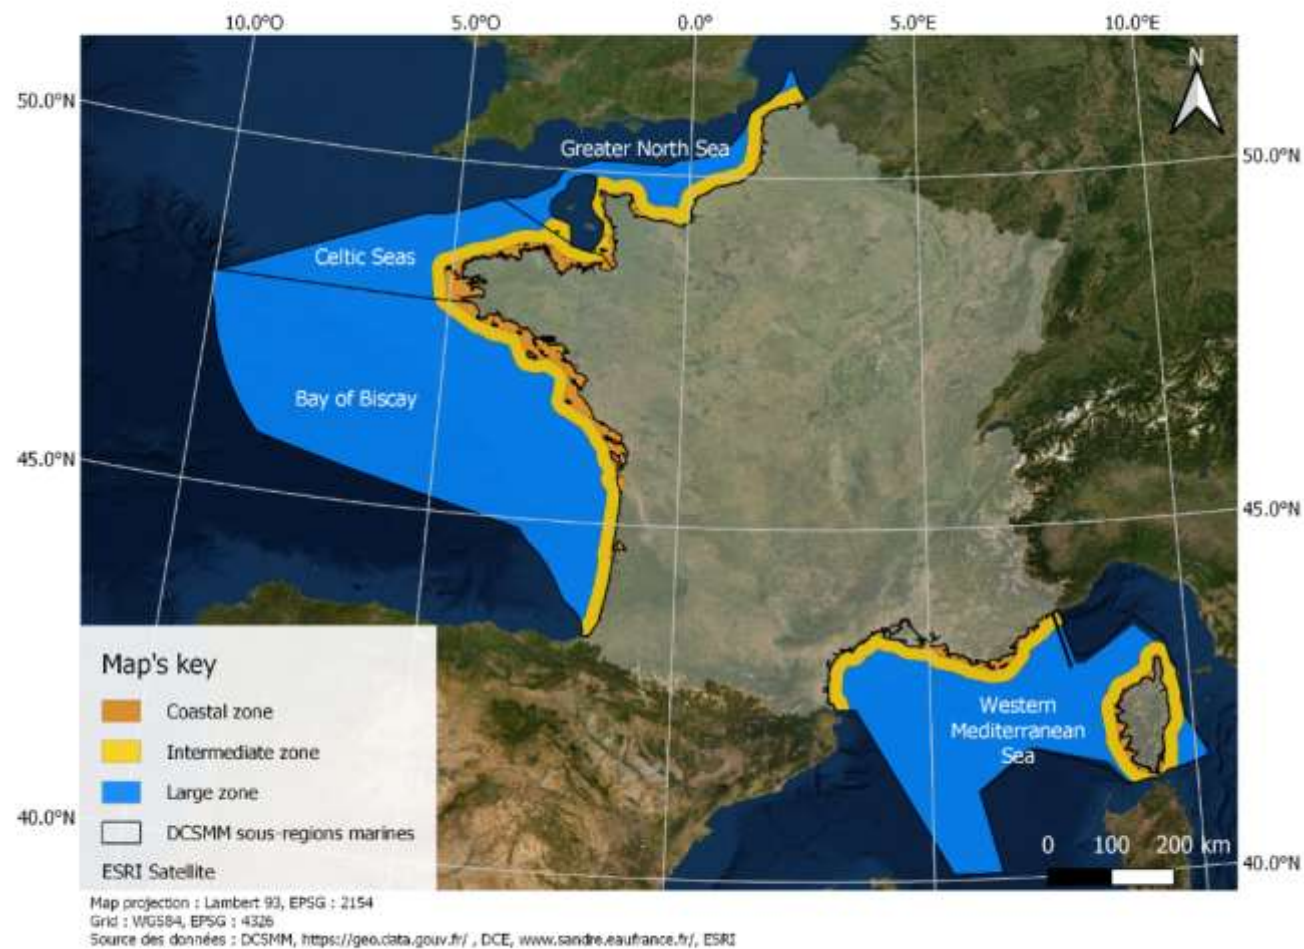 10.0°O 5.0°O 0.0° 5.0°O 10.0°O
N
50.0°N
50.0°N
Greater North Sea
Celtic Seas
Bay of Biscay
45.0°N
45.0°N
Map's key
Coastal zone
Intermediate zone
Large zone
DCSMM sous-regions marines
ESRI Satellite
Western
Mediterranean
Sea
40.0°N
0 100 200 km
40.0°N
Map projection : Lambert 93, EPSG : 2154
Grid : WGS84, EPSG : 4326
Source des données : DCSMM, https://geo.data.gouv.fr/ , DCE, www.sandre.eaufrance.fr/, ESRI